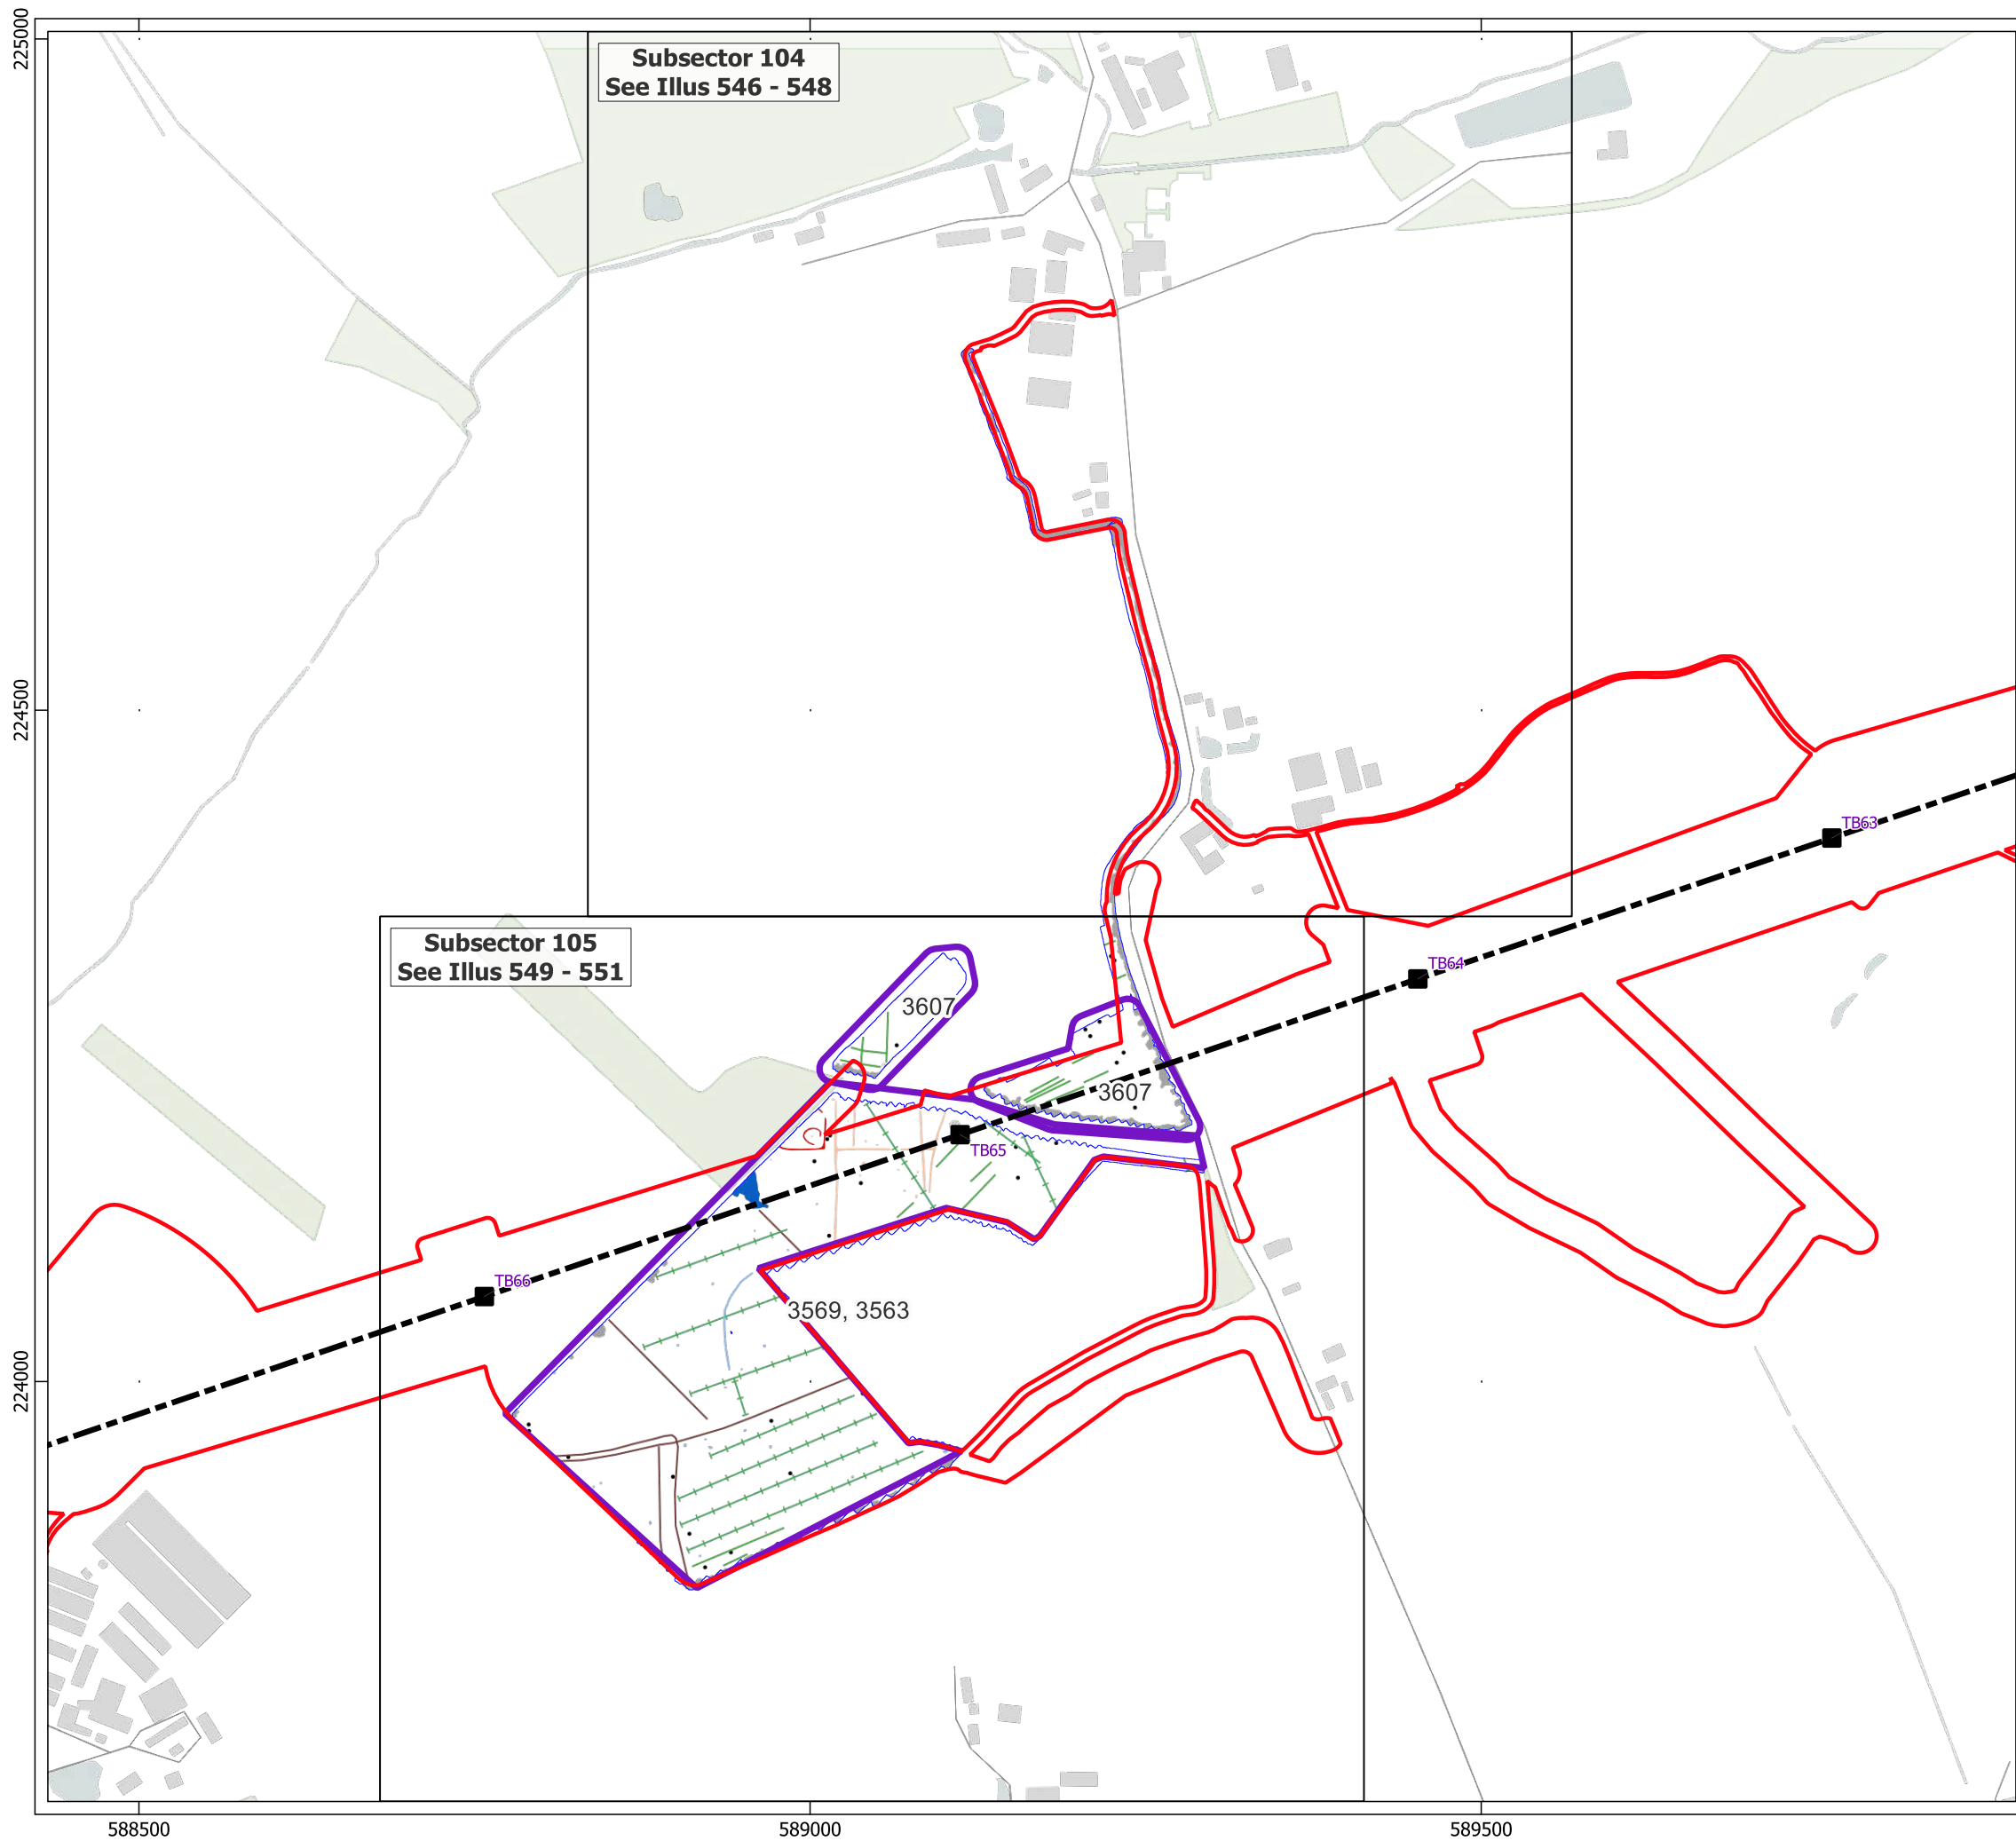 225000
Subsector 104
See Illus 546 - 548
224500
TB63
Subsector 105
See Illus 549 - 551
TB64
3607
3607
TB65
TB66
3569, 3563
224000
588500
589000
589500